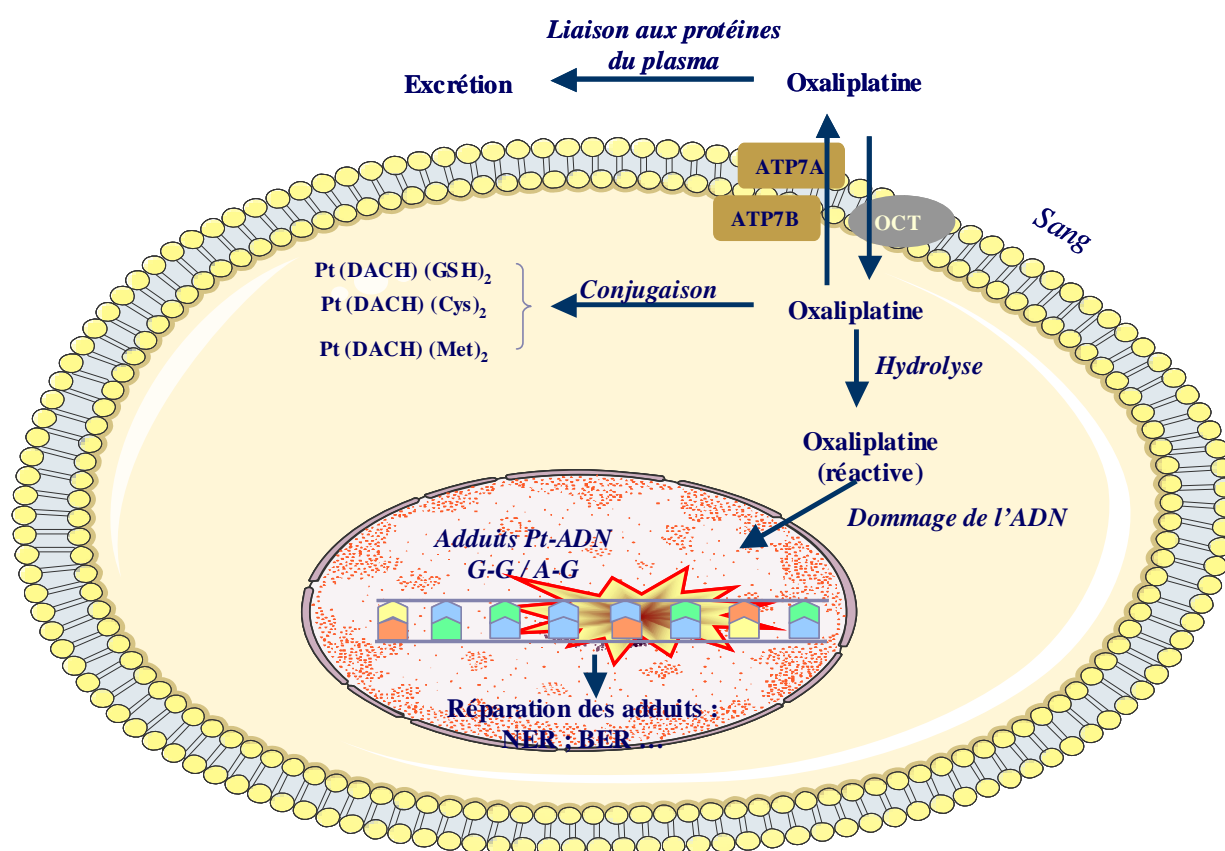 Liaison aux protéines
du plasma
Excrétion
Oxaliplatine
ATP7A
ATP7B
OCT
Sang
Pt (DACH) (GSH)2
Pt (DACH) (Cys)2
Pt (DACH) (Met)2
Conjugaison
Oxaliplatine
Hydrolyse
Oxaliplatine
(réactive)
Dommage de l’ADN
Adduits Pt-ADN
G-G / A-G
Réparation des adduits :
NER ; BER ...